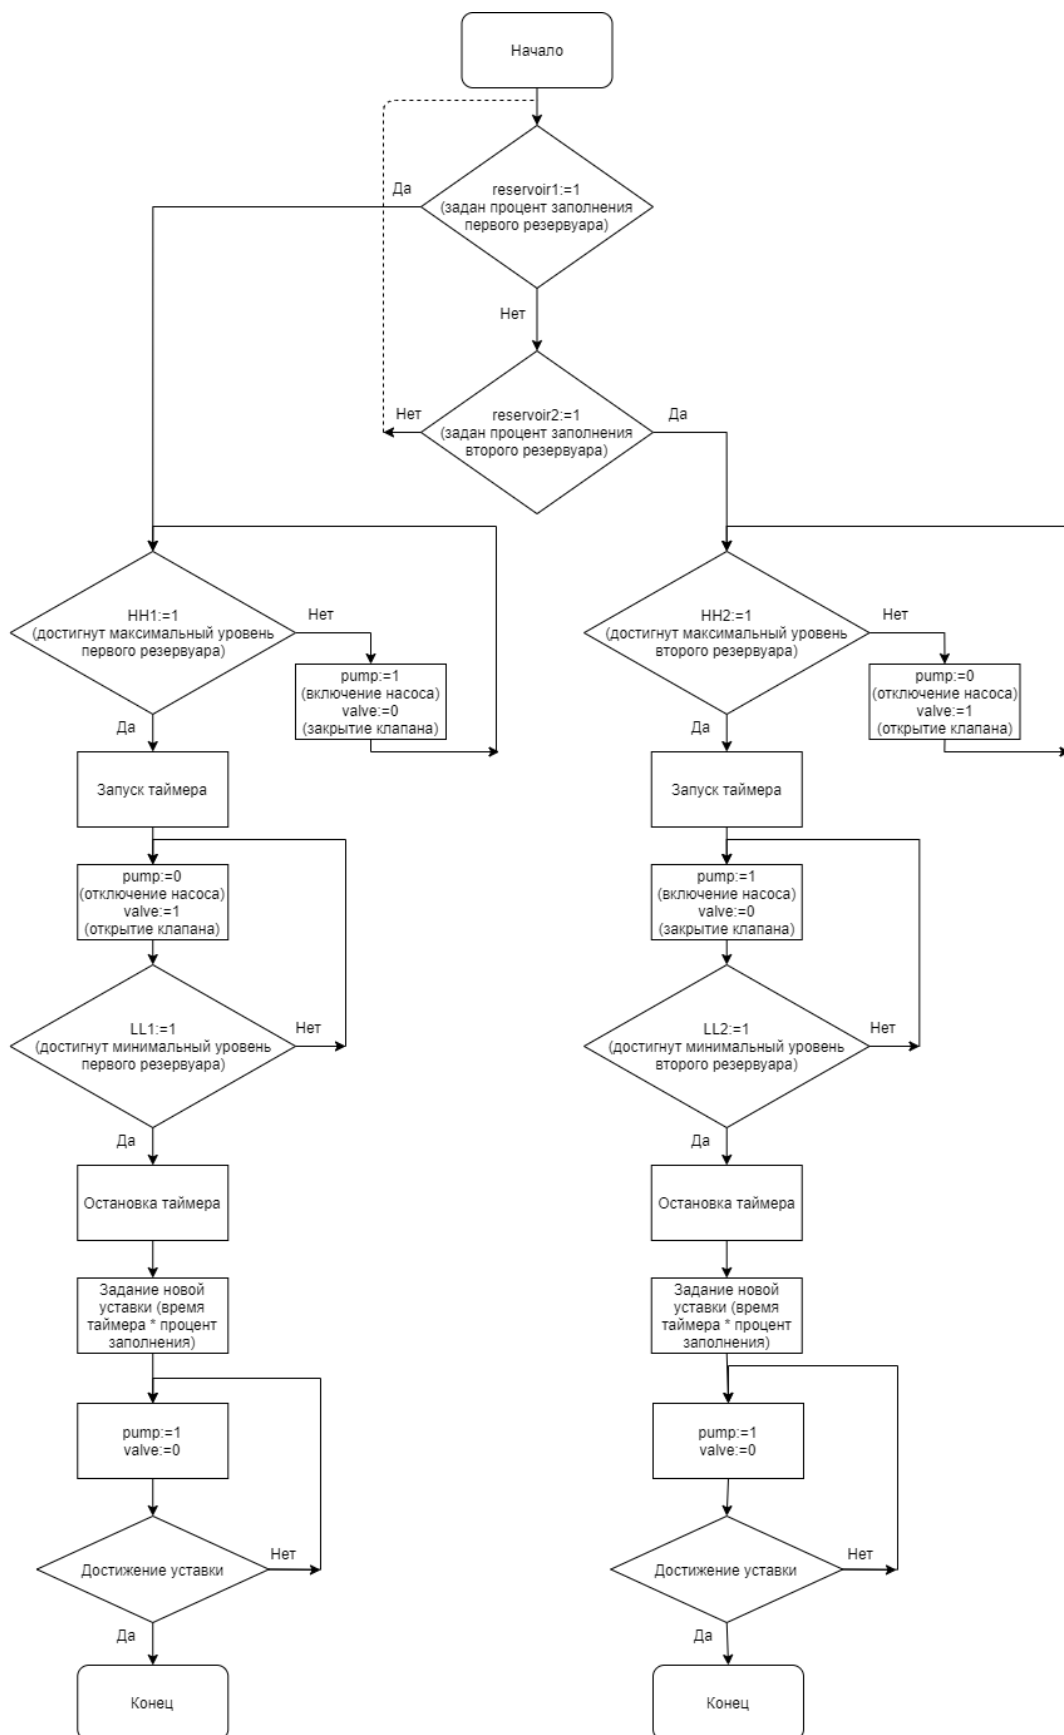 Начало
Да
reservoir1:=1
(задан процент заполнения
первого резервуара)
Нет
Нет
reservoir2:=1
(задан процент заполнения
второго резервуара)
Да
HH1:=1
(достигнут максимальный уровень
первого резервуара)
Нет
pump:=1
(включение насоса)
valve:=0
(закрытие клапана)
Да
Запуск таймера
pump:=0
(отключение насоса)
valve:=1
(открытие клапана)
LL1:=1
(достигнут минимальный уровень
первого резервуара)
Нет
Да
Остановка таймера
Задание новой
уставки (время
таймера * процент
заполнения)
pump:=1
valve:=0
Достижение уставки
Нет
Да
Конец
HH2:=1
(достигнут максимальный уровень
второго резервуара)
Нет
pump:=0
(отключение насоса)
valve:=1
(открытие клапана)
Да
Запуск таймера
pump:=1
(включение насоса)
valve:=0
(закрытие клапана)
LL2:=1
(достигнут минимальный уровень
второго резервуара)
Нет
Да
Остановка таймера
Задание новой
уставки (время
таймера * процент
заполнения)
pump:=1
valve:=0
Достижение уставки
Нет
Да
Конец